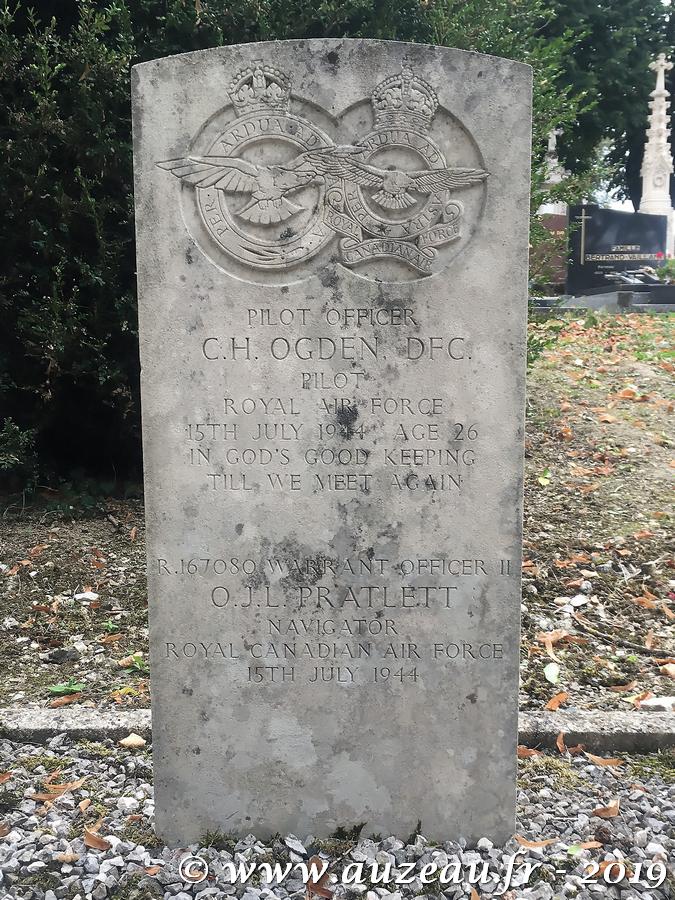 PER ARDUA AD
PER ARDUA AD ASTRA
ROYAL CANADIAN AIR FORCE
PILOT OFFICER
C.H. OGDEN, DFC.
PILOT
ROYAL AIR FORCE
15TH JULY 1944 AGE 26
IN GOD'S GOOD KEEPING
TILL WE MEET AGAIN
R.167080 WARRANT OFFICER II
O.J.L. PRATLETT
NAVIGATOR
ROYAL CANADIAN AIR FORCE
15TH JULY 1944
FAMILLE
BERTRAND-VAILLANT
© www.auzeau.fr - 2019